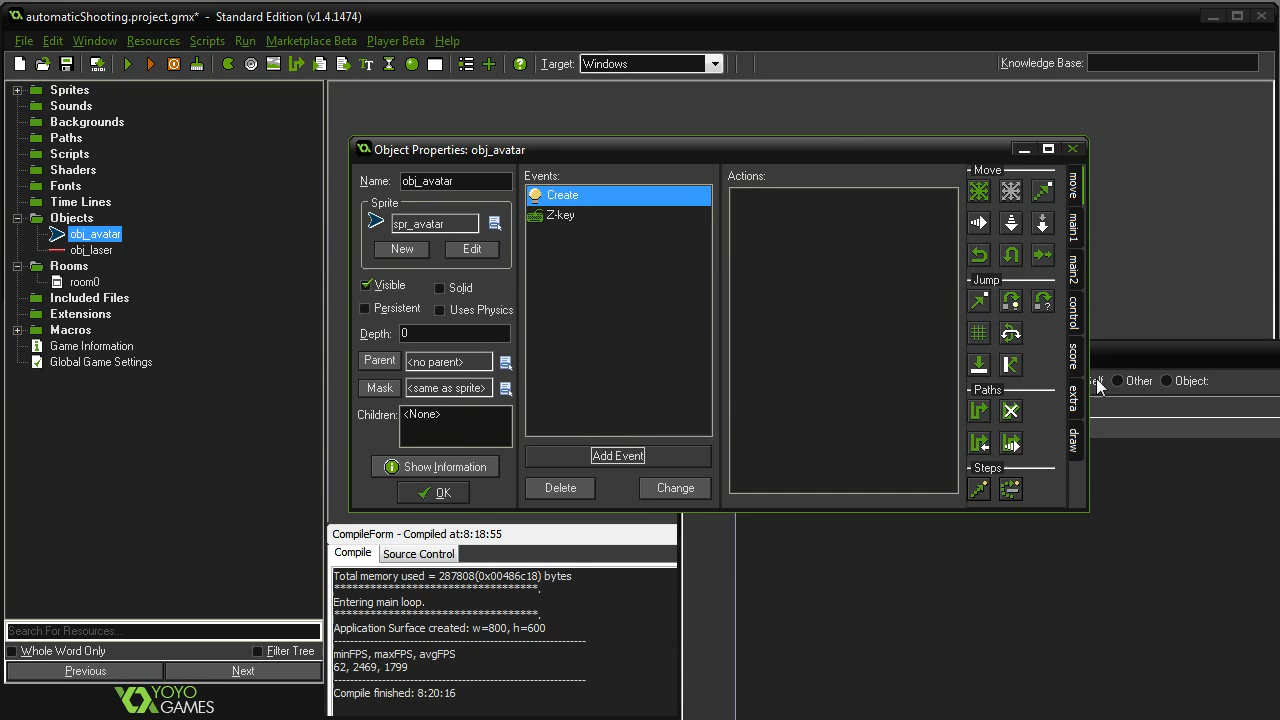 automaticShooting.project.gmx* - Standard Edition (v1.4.1474)
File Edit Window Resources Scripts Run Marketplace Beta Player Beta Help
Target: Windows
Knowledge Base:
Sprites
Sounds
Backgrounds
Paths
Scripts
Shaders
Fonts
Time Lines
Objects
obj_avatar
obj_laser
Rooms
room0
Included Files
Extensions
Macros
Game Information
Global Game Settings
Search For Resources...
Whole Word Only
Filter Tree
Previous
Next
YOYO
GAMES
Object Properties: obj_avatar
Name: obj_avatar
Sprite
spr_avatar
New
Edit
Visible
Solid
Persistent
Uses Physics
Depth: 0
Parent <no parent>
Mask <same as sprite>
Children: <None>
Show Information
OK
Events:
Create
Z-key
Add Event
Delete
Change
Actions:
Move
Jump
Paths
Steps
move
main1
main2
control
score
extra
draw
Other
Object:
CompileForm - Compiled at:8:18:55
Compile
Source Control
Total memory used = 287808(0x00486c18) bytes
**********************************.
Entering main loop.
**********************************.
Application Surface created: w=800, h=600
-------------------------------------------------------------
minFPS, maxFPS, avgFPS
62, 2469, 1799
-------------------------------------------------------------
Compile finished: 8:20:16